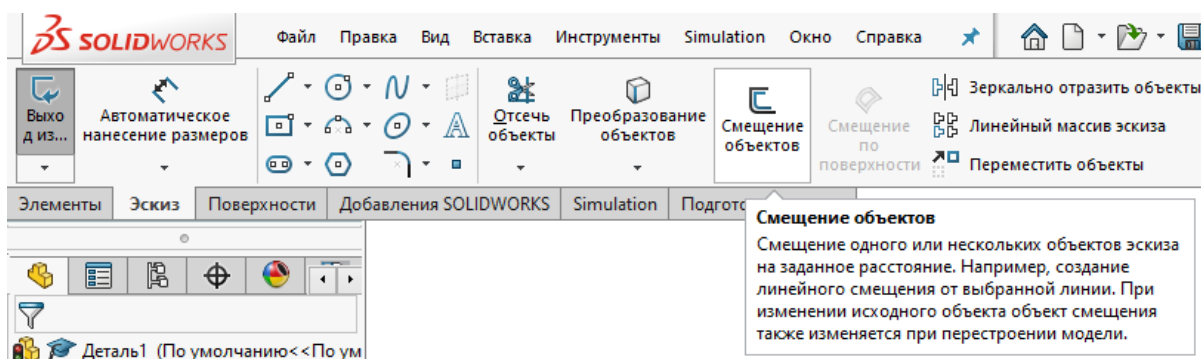 SOLIDWORKS Файл Правка Вид Вставка Инструменты Simulation Окно Справка
Выхо
д из...
Автоматическое
нанесение размеров
Отсечь
объекты
Преобразование
объектов
Смещение
объектов
Смещение
по
поверхности
Зеркально отразить объекты
Линейный массив эскиза
Переместить объекты
Элементы Эскиз Поверхности Добавления SOLIDWORKS Simulation Подгото
Смещение объектов
Смещение одного или нескольких объектов эскиза
на заданное расстояние. Например, создание
линейного смещения от выбранной линии. При
изменении исходного объекта объект смещения
также изменяется при перестроении модели.
Деталь1 (По умолчанию<<По ум